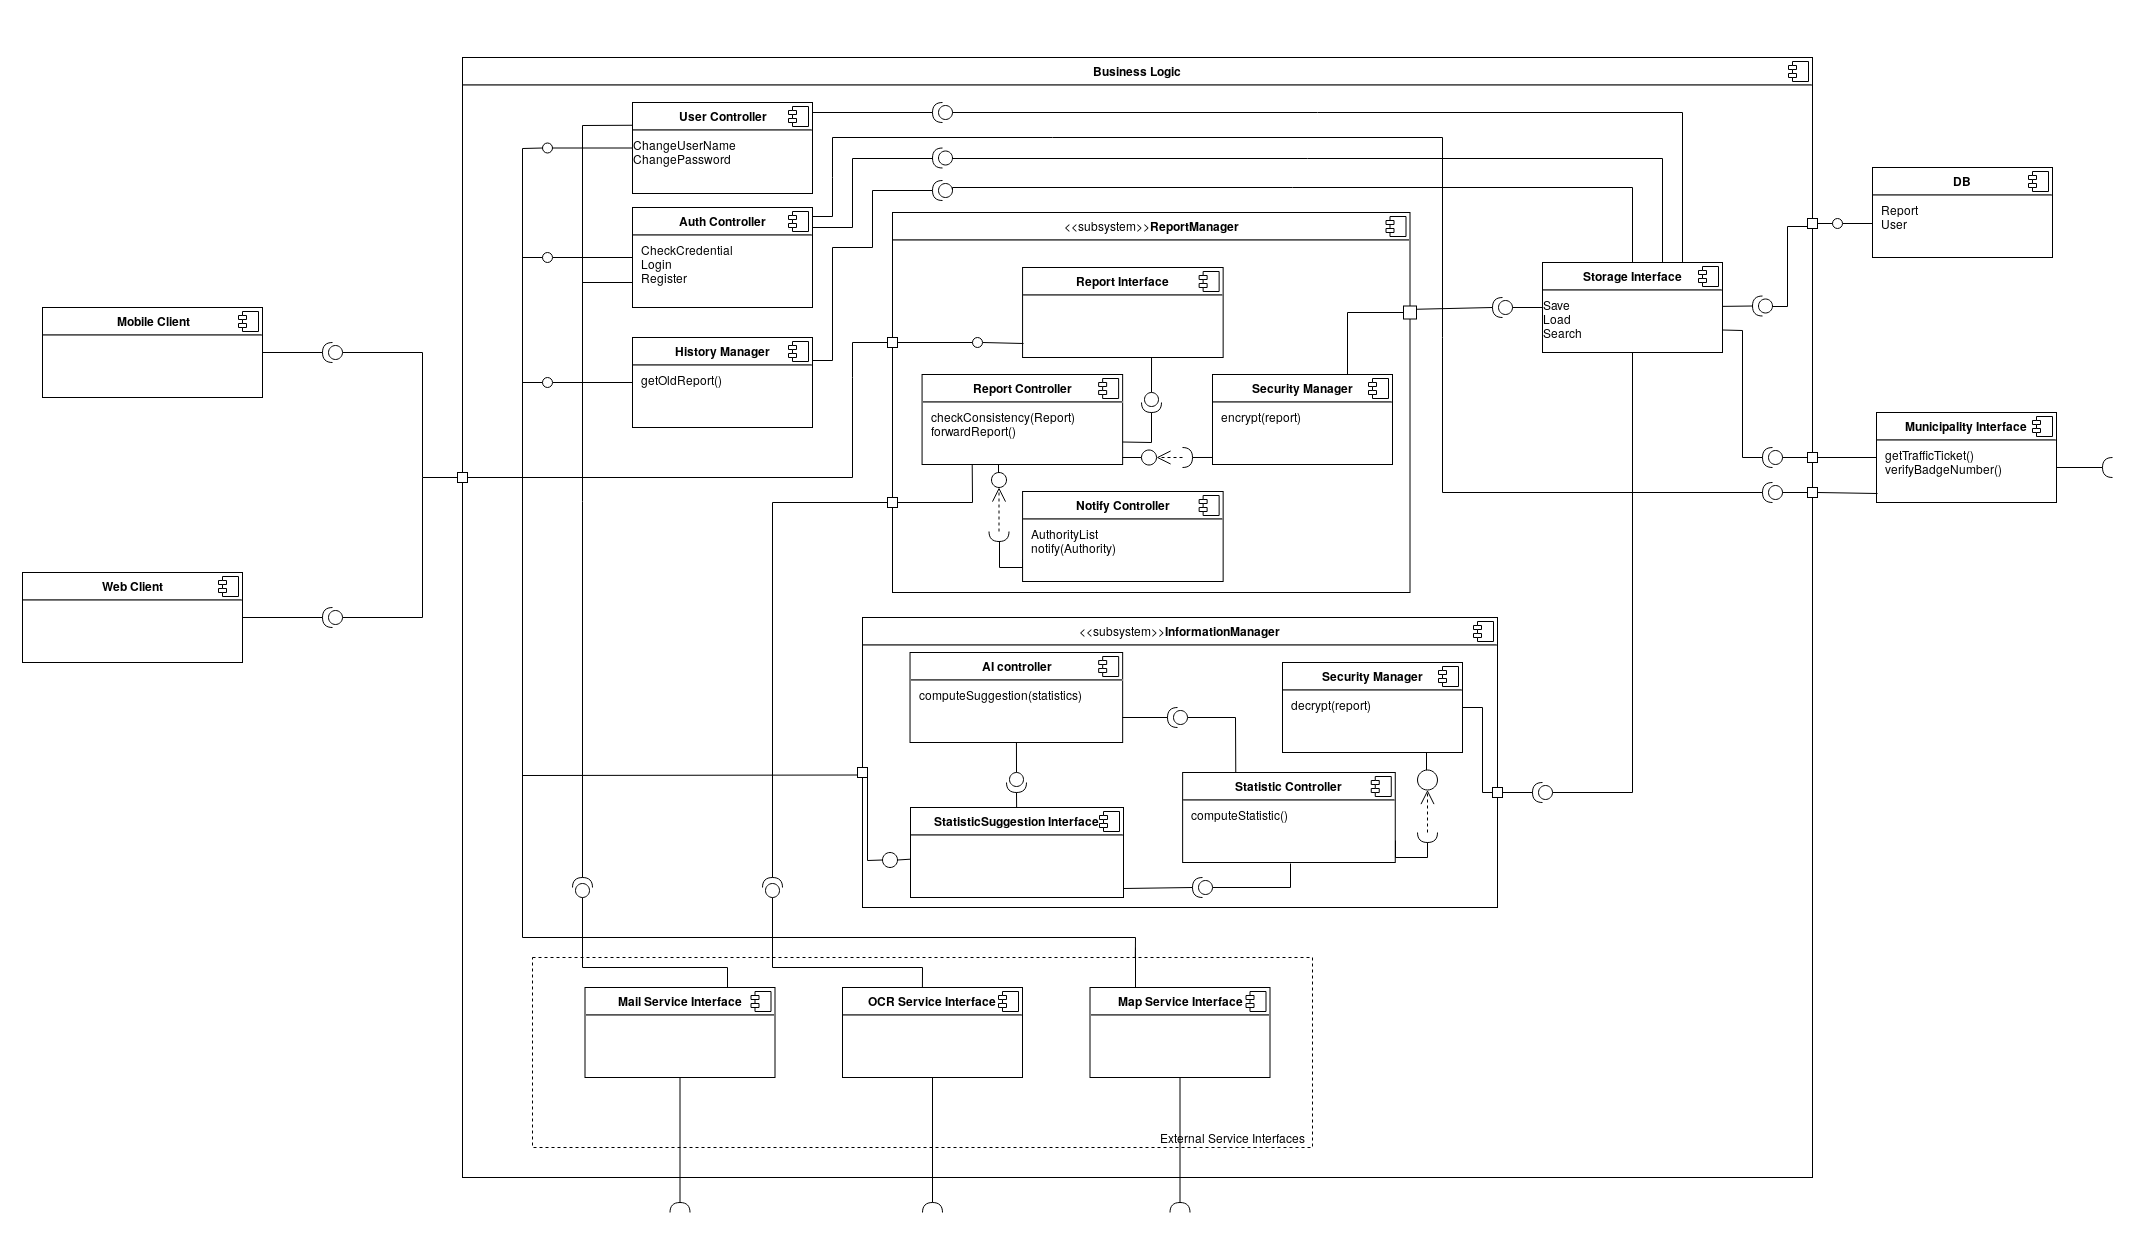 Business Logic
User Controller
ChangeUserName
ChangePassword
Auth Controller
CheckCredential
Login
Register
History Manager
getOldReport()
Mobile Client
Web Client
<<subsystem>>ReportManager
Report Interface
Report Controller
checkConsistency(Report)
forwardReport()
Security Manager
encrypt(report)
Notify Controller
AuthorityList
notify(Authority)
Storage Interface
Save
Load
Search
DB
Report
User
Municipality Interface
getTrafficTicket()
verifyBadgeNumber()
<<subsystem>>InformationManager
AI controller
computeSuggestion(statistics)
Security Manager
decrypt(report)
Statistic Controller
computeStatistic()
StatisticSuggestion Interface
Mail Service Interface
OCR Service Interface
Map Service Interface
External Service Interfaces